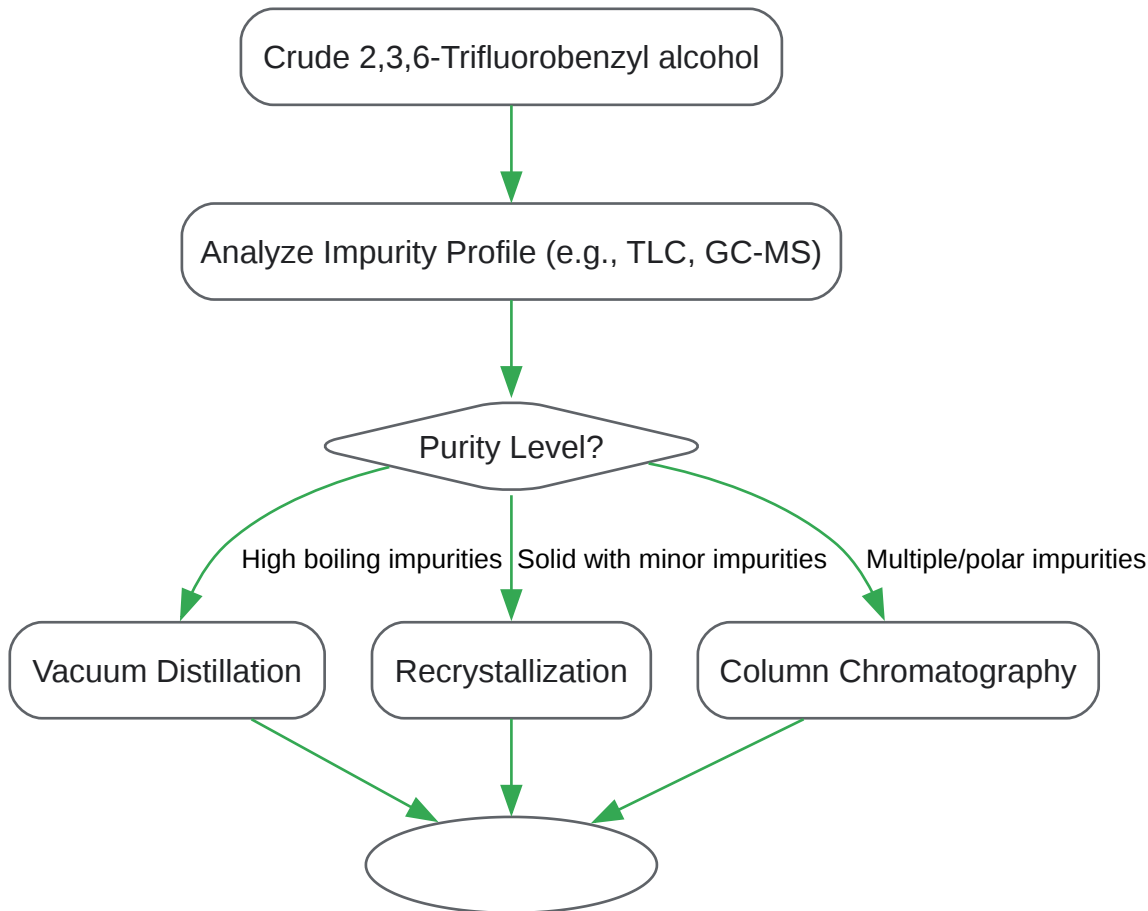 Crude 2,3,6-Trifluorobenzyl alcohol
Analyze Impurity Profile (e.g., TLC, GC-MS)
Purity Level?
High boiling impurities
Solid with minor impurities
Multiple/polar impurities
Vacuum Distillation
Recrystallization
Column Chromatography